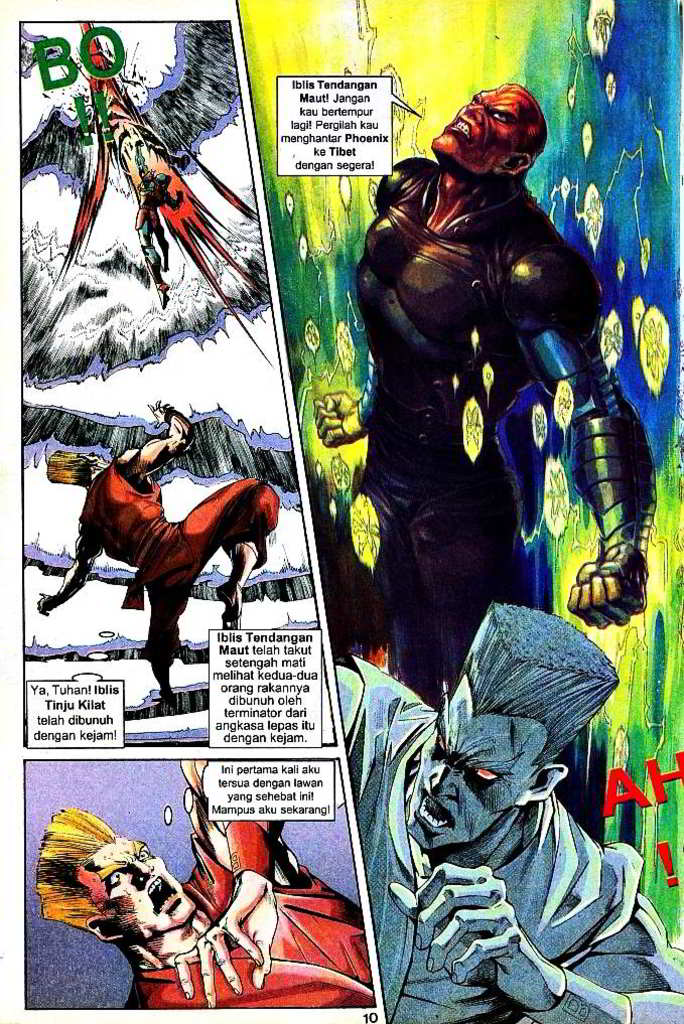 BO
!!
Iblis Tendangan
Maut! Jangan
kau bertempur
lagi! Pergilah kau
menghantar Phoenix
ke Tibet
dengan segera!
Ya, Tuhan! Iblis
Tinju Kilat
telah dibunuh
dengan kejam!
Iblis Tendangan
Maut telah takut
setengah mati
melihat kedua-dua
orang rakannya
dibunuh oleh
terminator dari
angkasa lepas itu
dengan kejam.
Ini pertama kali aku
tersua dengan lawan
yang sehebat ini!
Mampus aku sekarang!
AH
!
10